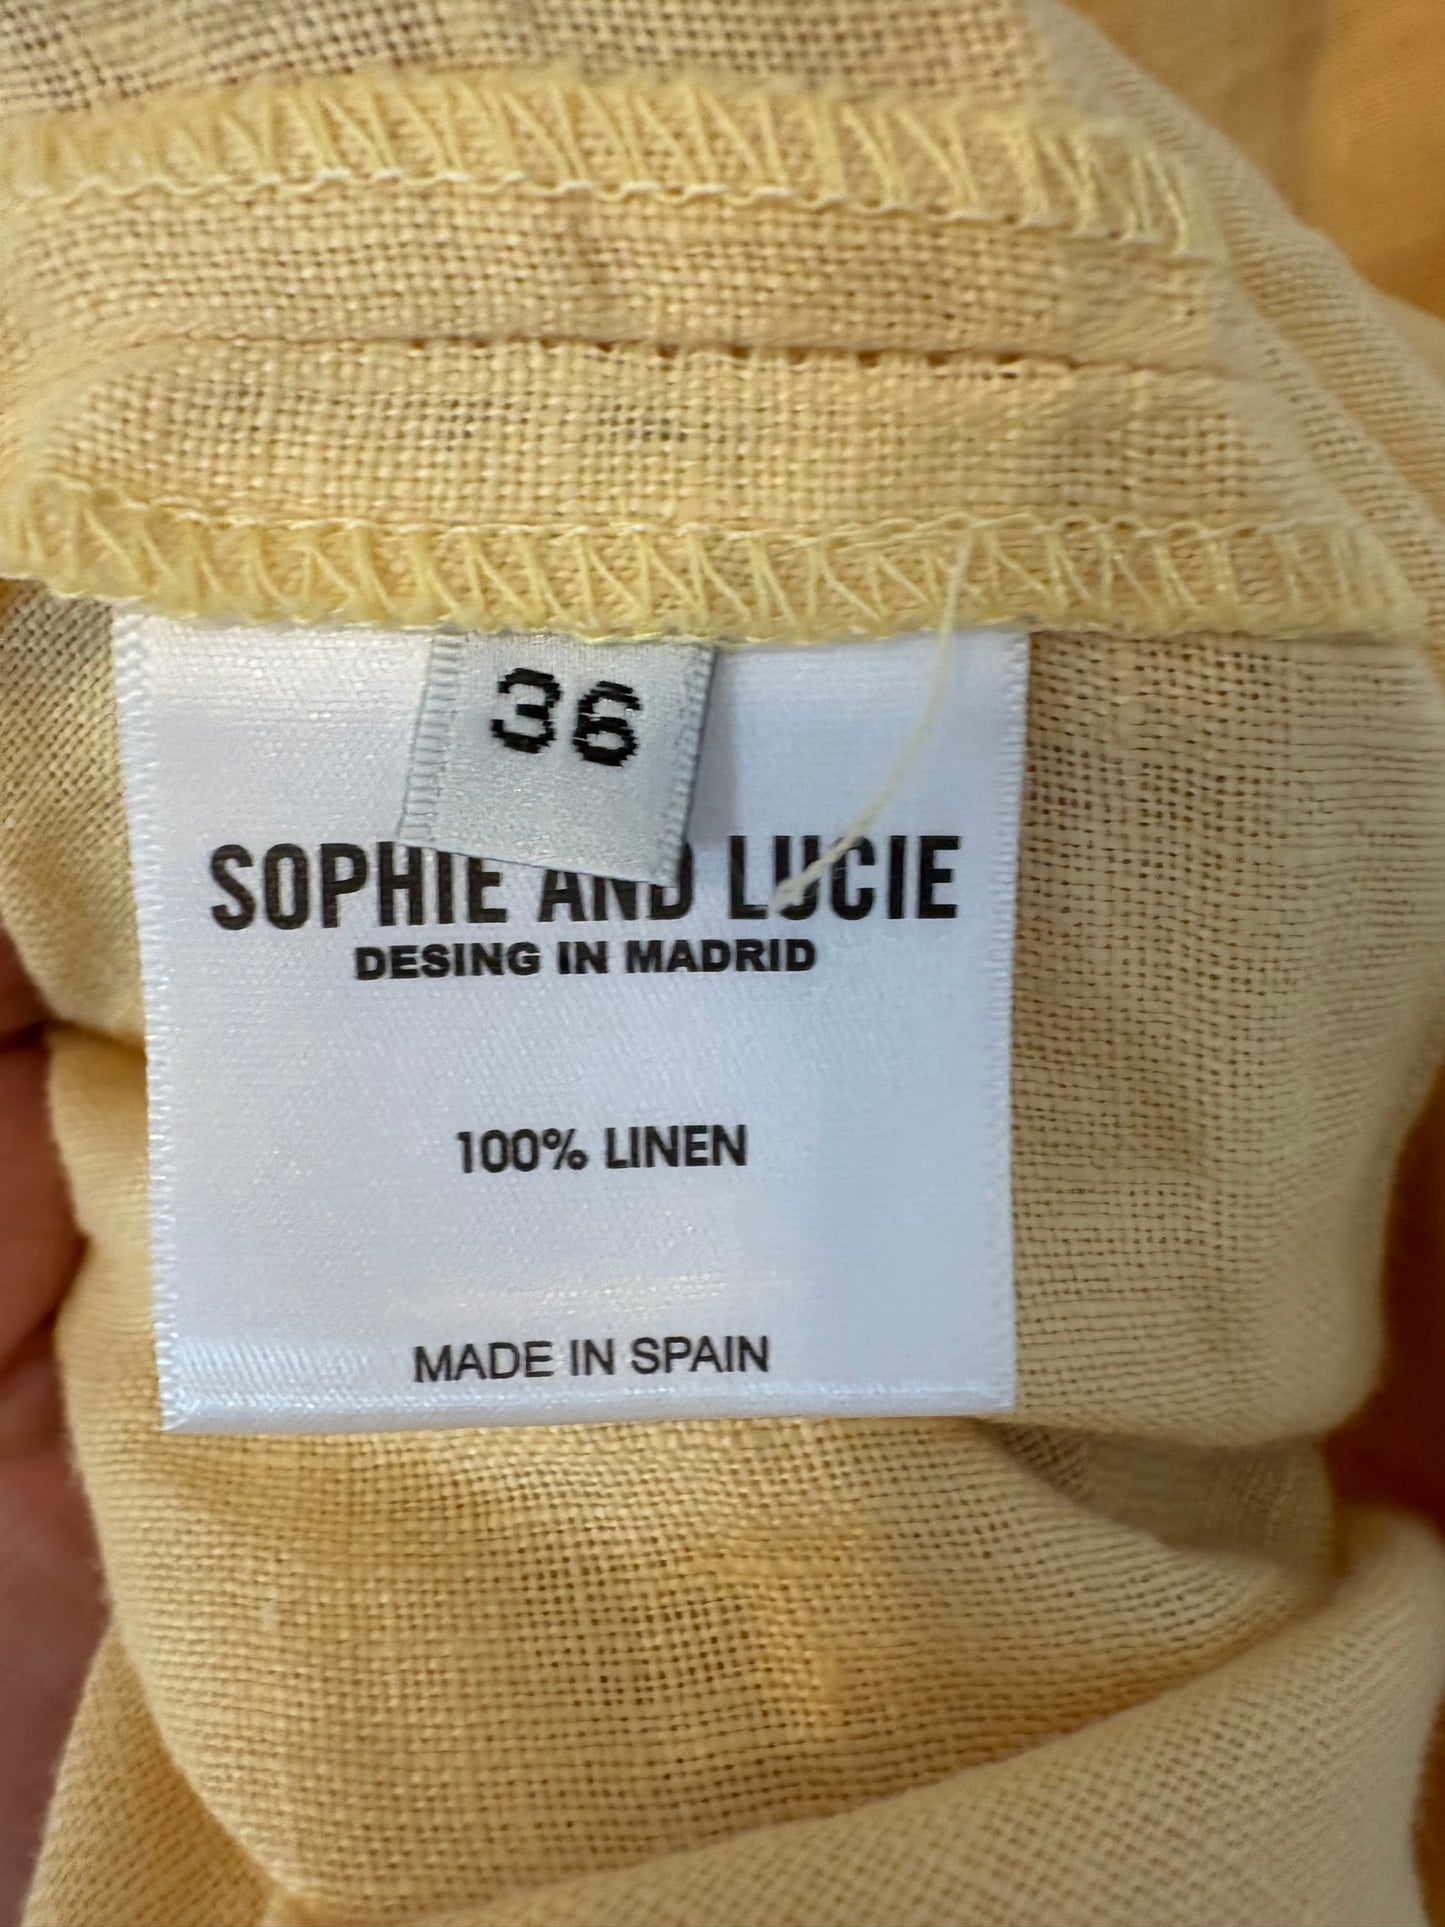 36
SOPHIE AND LUCIE
DESING IN MADRID
100% LINEN
MADE IN SPAIN